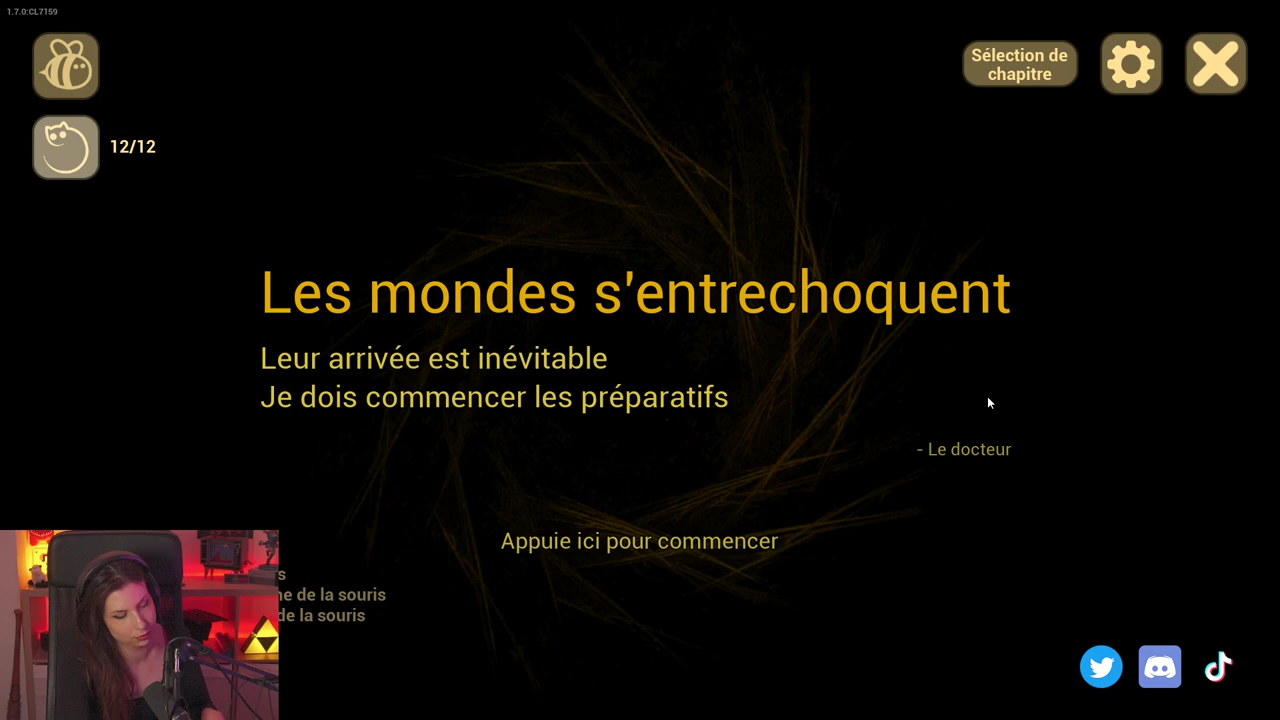 1.7.0:CL7159
Sélection de
chapitre
12/12
Les mondes s'entrechoquent
Leur arrivée est inévitable
Je dois commencer les préparatifs
- Le docteur
Appuie ici pour commencer
de la souris
de la souris